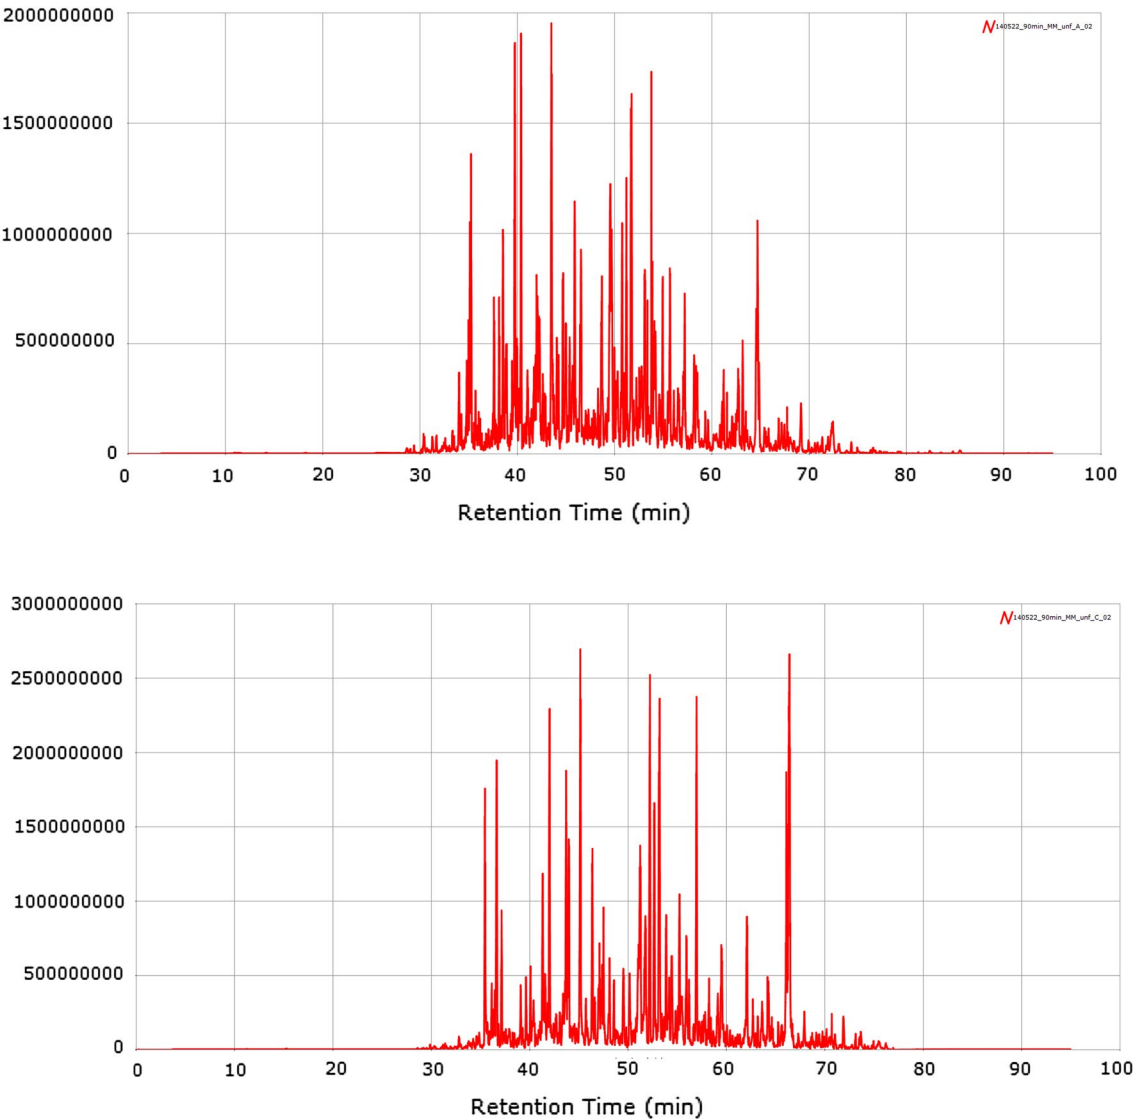 2000000000
140522_90min_MM_unf_A_02
1500000000
1000000000
500000000
0
0 10 20 30 40 50 60 70 80 90 100
Retention Time (min)
3000000000
140522_90min_MM_unf_C_02
2500000000
2000000000
1500000000
1000000000
500000000
0
0 10 20 30 40 50 60 70 80 90 100
Retention Time (min)